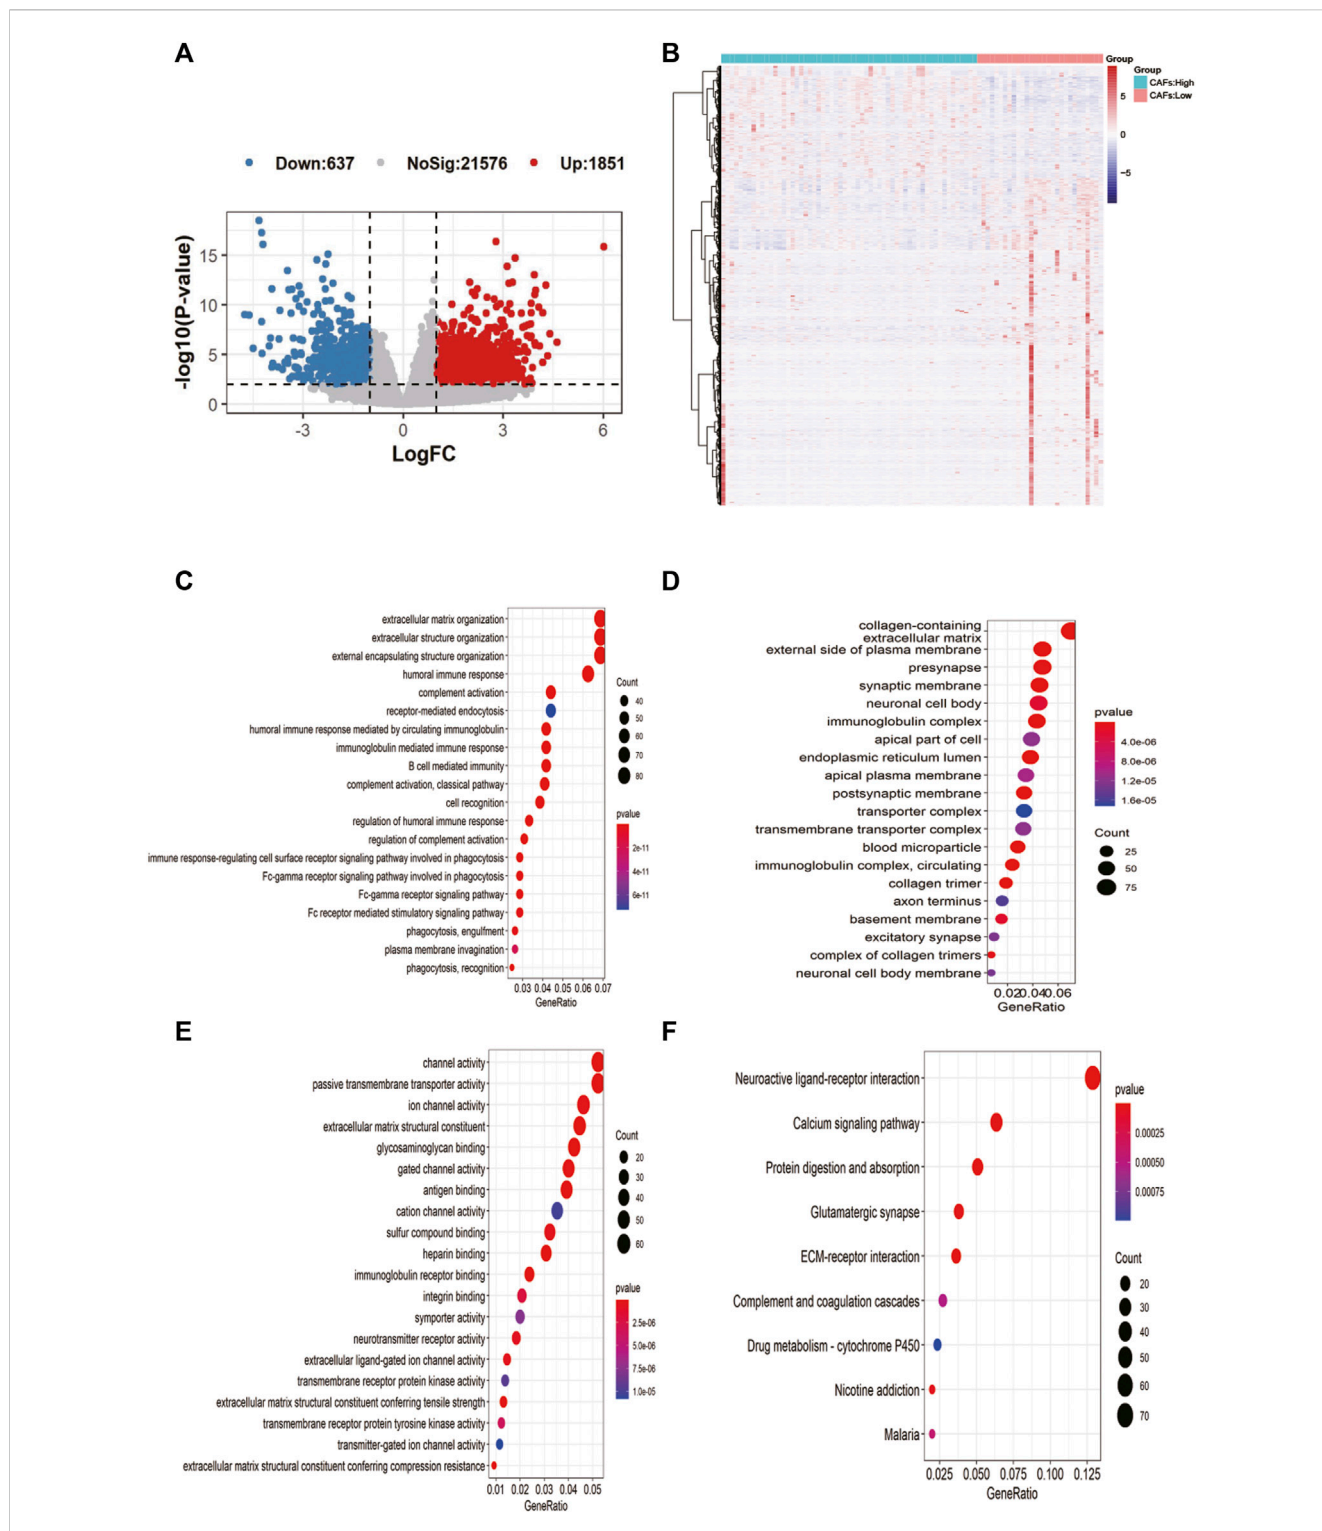 A
Down:637 NoSig:21576 Up:1851
-log10(P-value)
15
10
5
0
-3 0 3 6
LogFC
B
Group
Group
CAFs:High
CAFs:Low
5
0
−5
C
extracellular matrix organization
extracellular structure organization
external encapsulating structure organization
humoral immune response
complement activation
receptor-mediated endocytosis
humoral immune response mediated by circulating immunoglobulin
immunoglobulin mediated immune response
B cell mediated immunity
complement activation, classical pathway
cell recognition
regulation of humoral immune response
regulation of complement activation
immune response-regulating cell surface receptor signaling pathway involved in phagocytosis
Fc-gamma receptor signaling pathway involved in phagocytosis
Fc-gamma receptor signaling pathway
Fc receptor mediated stimulatory signaling pathway
phagocytosis, engulfment
plasma membrane invagination
phagocytosis, recognition
0.03 0.04 0.05 0.06 0.07
GeneRatio
Count
40
50
60
70
80
pvalue
2e-11
4e-11
6e-11
D
collagen-containing
extracellular matrix
external side of plasma membrane
presynapse
synaptic membrane
neuronal cell body
immunoglobulin complex
apical part of cell
endoplasmic reticulum lumen
apical plasma membrane
postsynaptic membrane
transporter complex
transmembrane transporter complex
blood microparticle
immunoglobulin complex, circulating
collagen trimer
axon terminus
basement membrane
excitatory synapse
complex of collagen trimers
neuronal cell body membrane
0.02 0.04 0.06
GeneRatio
pvalue
4.0e-06
8.0e-06
1.2e-05
1.6e-05
Count
25
50
75
E
channel activity
passive transmembrane transporter activity
ion channel activity
extracellular matrix structural constituent
glycosaminoglycan binding
gated channel activity
antigen binding
cation channel activity
sulfur compound binding
heparin binding
immunoglobulin receptor binding
integrin binding
symporter activity
neurotransmitter receptor activity
extracellular ligand-gated ion channel activity
transmembrane receptor protein kinase activity
extracellular matrix structural constituent conferring tensile strength
transmembrane receptor protein tyrosine kinase activity
transmitter-gated ion channel activity
extracellular matrix structural constituent conferring compression resistance
0.01 0.02 0.03 0.04 0.05
GeneRatio
Count
20
30
40
50
60
pvalue
2.5e-06
5.0e-06
7.5e-06
1.0e-05
F
Neuroactive ligand-receptor interaction
Calcium signaling pathway
Protein digestion and absorption
Glutamatergic synapse
ECM-receptor interaction
Complement and coagulation cascades
Drug metabolism - cytochrome P450
Nicotine addiction
Malaria
0.025 0.050 0.075 0.100 0.125
GeneRatio
pvalue
0.00025
0.00050
0.00075
Count
20
30
40
50
60
70